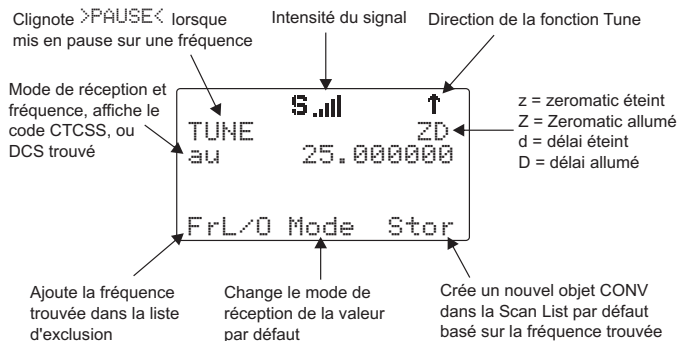 Clignote >PAUSE< lorsque
mis en pause sur une fréquence
Intensité du signal
Direction de la fonction Tune
Mode de réception et
fréquence, affiche le
code CTCSS, ou
DCS trouvé
S
TUNE ZD
au 25.000000
FrL/O Mode Stor
z = zeromatic éteint
Z = Zeromatic allumé
d = délai éteint
D = délai allumé
Ajoute la fréquence
trouvée dans la liste
d'exclusion
Change le mode de
réception de la valeur
par défaut
Crée un nouvel objet CONV
dans la Scan List par défaut
basé sur la fréquence trouvée